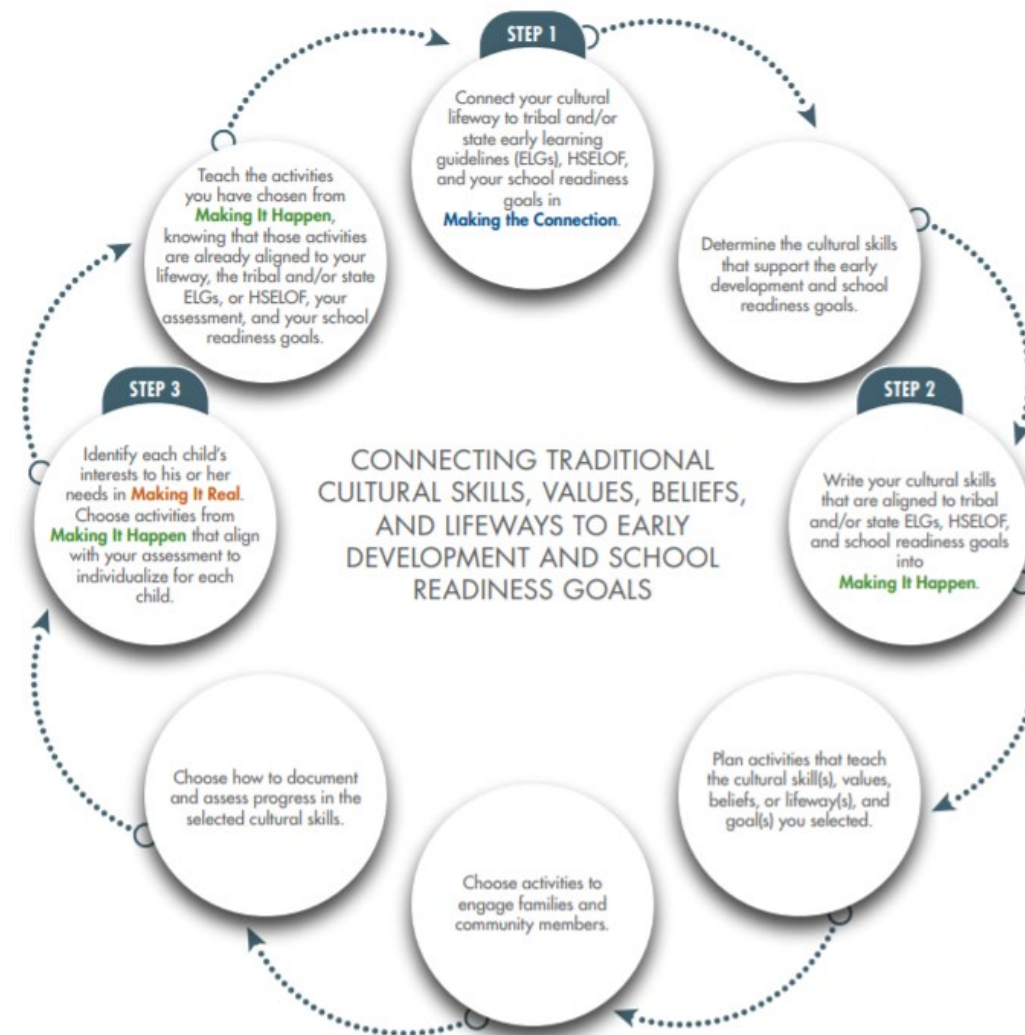 STEP 1
Connect your cultural
lifeway to tribal and/or
state early learning
guidelines (ELGs), HSELOF,
and your school readiness
goals in
Making the Connection.
Determine the cultural skills
that support the early
development and school
readiness goals.
STEP 2
Write your cultural skills
that are aligned to tribal
and/or state ELGs, HSELOF,
and school readiness goals
into
Making It Happen.
Plan activities that teach
the cultural skill(s), values,
beliefs, or lifeway(s), and
goal(s) you selected.
Choose activities to
engage families and
community members.
Choose how to document
and assess progress in the
selected cultural skills.
STEP 3
Identify each child's
interests to his or her
needs in Making It Real.
Choose activities from
Making It Happen that align
with your assessment to
individualize for each
child.
Teach the activities
you have chosen from
Making It Happen,
knowing that those activities
are already aligned to your
lifeway, the tribal and/or state
ELGs, or HSELOF, your
assessment, and your school
readiness goals.
CONNECTING TRADITIONAL
CULTURAL SKILLS, VALUES, BELIEFS,
AND LIFEWAYS TO EARLY
DEVELOPMENT AND SCHOOL
READINESS GOALS